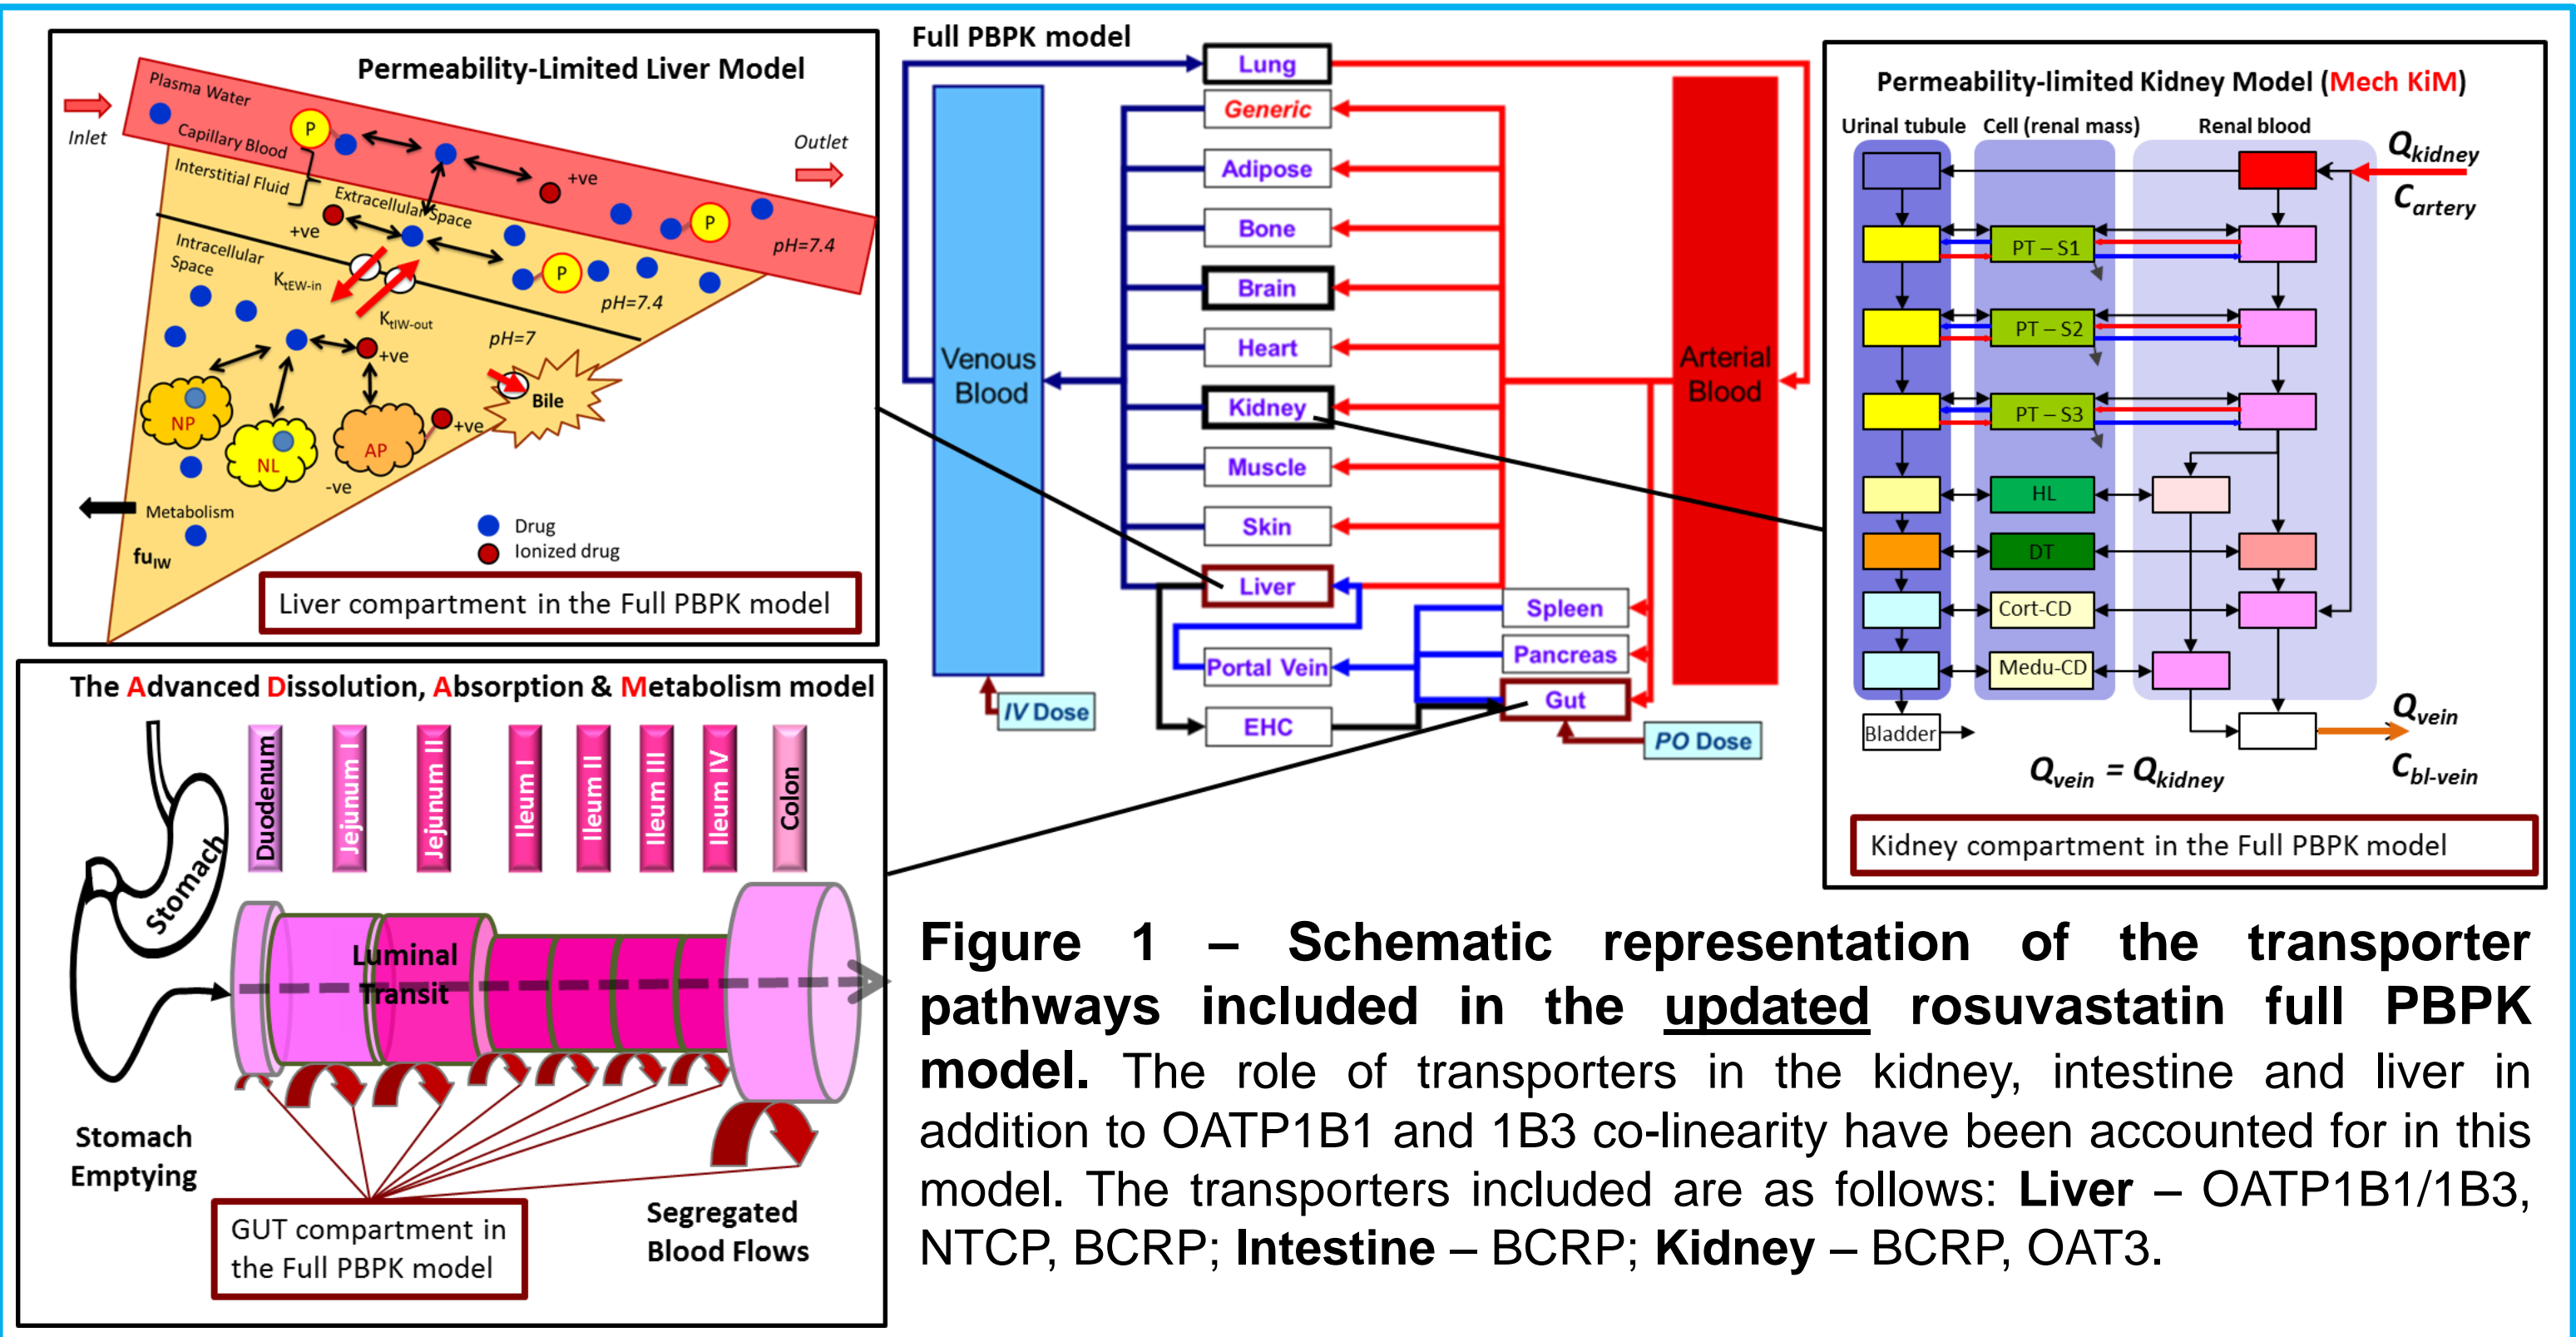 Permeability-Limited Liver Model
Plasma Water
Inlet
Capillary Blood
P
Outlet
Interstitial Fluid
+ve
Extracellular Space
+ve
P
pH=7.4
Intracellular
Space
K_tEW-in
P
pH=7.4
K_tIW-out
pH=7
+ve
Bile
NP
NL
AP
+ve
-ve
Metabolism
Drug
Ionized drug
fu_IW
Liver compartment in the Full PBPK model
The Advanced Dissolution, Absorption & Metabolism model
Duodenum
Jejunum I
Jejunum II
Ileum I
Ileum II
Ileum III
Ileum IV
Colon
Stomach
Luminal
Transit
Stomach
Emptying
Segregated
Blood Flows
GUT compartment in
the Full PBPK model
Full PBPK model
Lung
Generic
Adipose
Bone
Brain
Heart
Kidney
Muscle
Skin
Liver
Spleen
Pancreas
Portal Vein
Gut
EHC
Venous
Blood
Arterial
Blood
IV Dose
PO Dose
Permeability-limited Kidney Model (Mech KiM)
Urinal tubule Cell (renal mass) Renal blood
Q_kidney
C_artery
PT – S1
PT – S2
PT – S3
HL
DT
Cort-CD
Medu-CD
Bladder
Q_vein
C_bl-vein
Q_vein = Q_kidney
Kidney compartment in the Full PBPK model
Figure 1 – Schematic representation of the transporter
pathways included in the updated rosuvastatin full PBPK
model. The role of transporters in the kidney, intestine and liver in
addition to OATP1B1 and 1B3 co-linearity have been accounted for in this
model. The transporters included are as follows: Liver – OATP1B1/1B3,
NTCP, BCRP; Intestine – BCRP; Kidney – BCRP, OAT3.